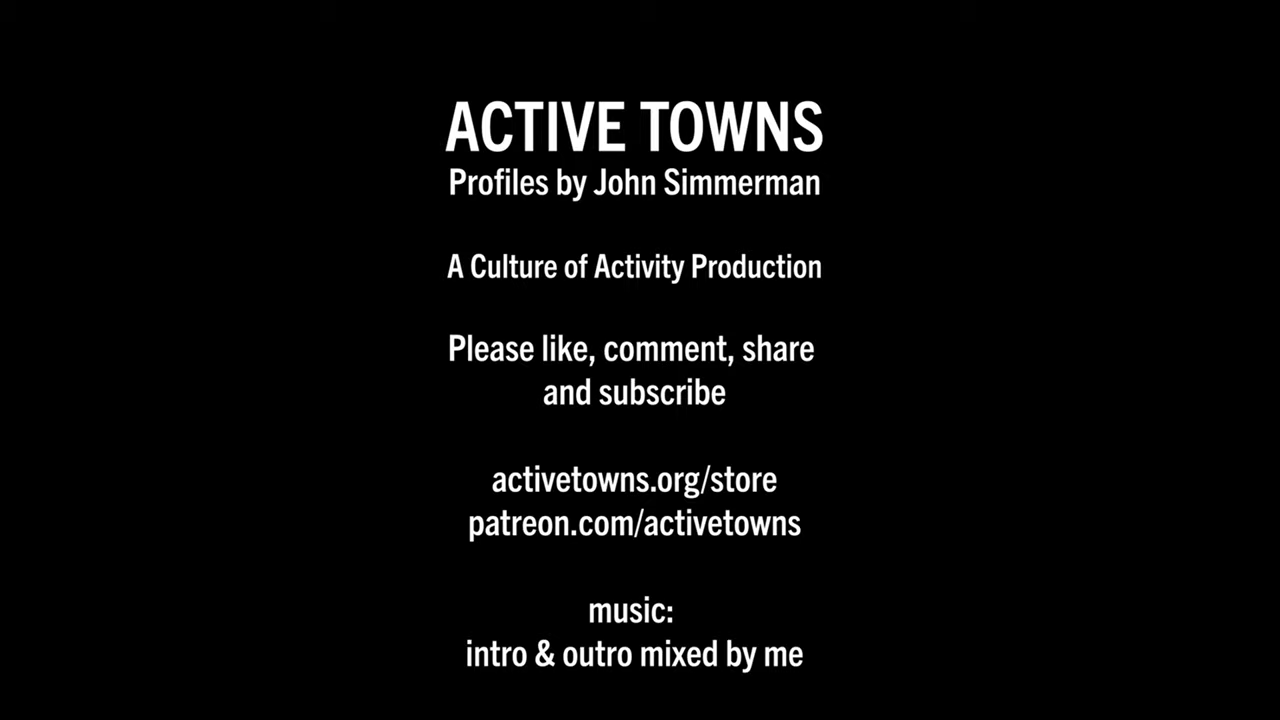 ACTIVE TOWNS
Profiles by John Simmerman
A Culture of Activity Production
Please like, comment, share
and subscribe
activetowns.org/store
patreon.com/activetowns
music:
intro & outro mixed by me